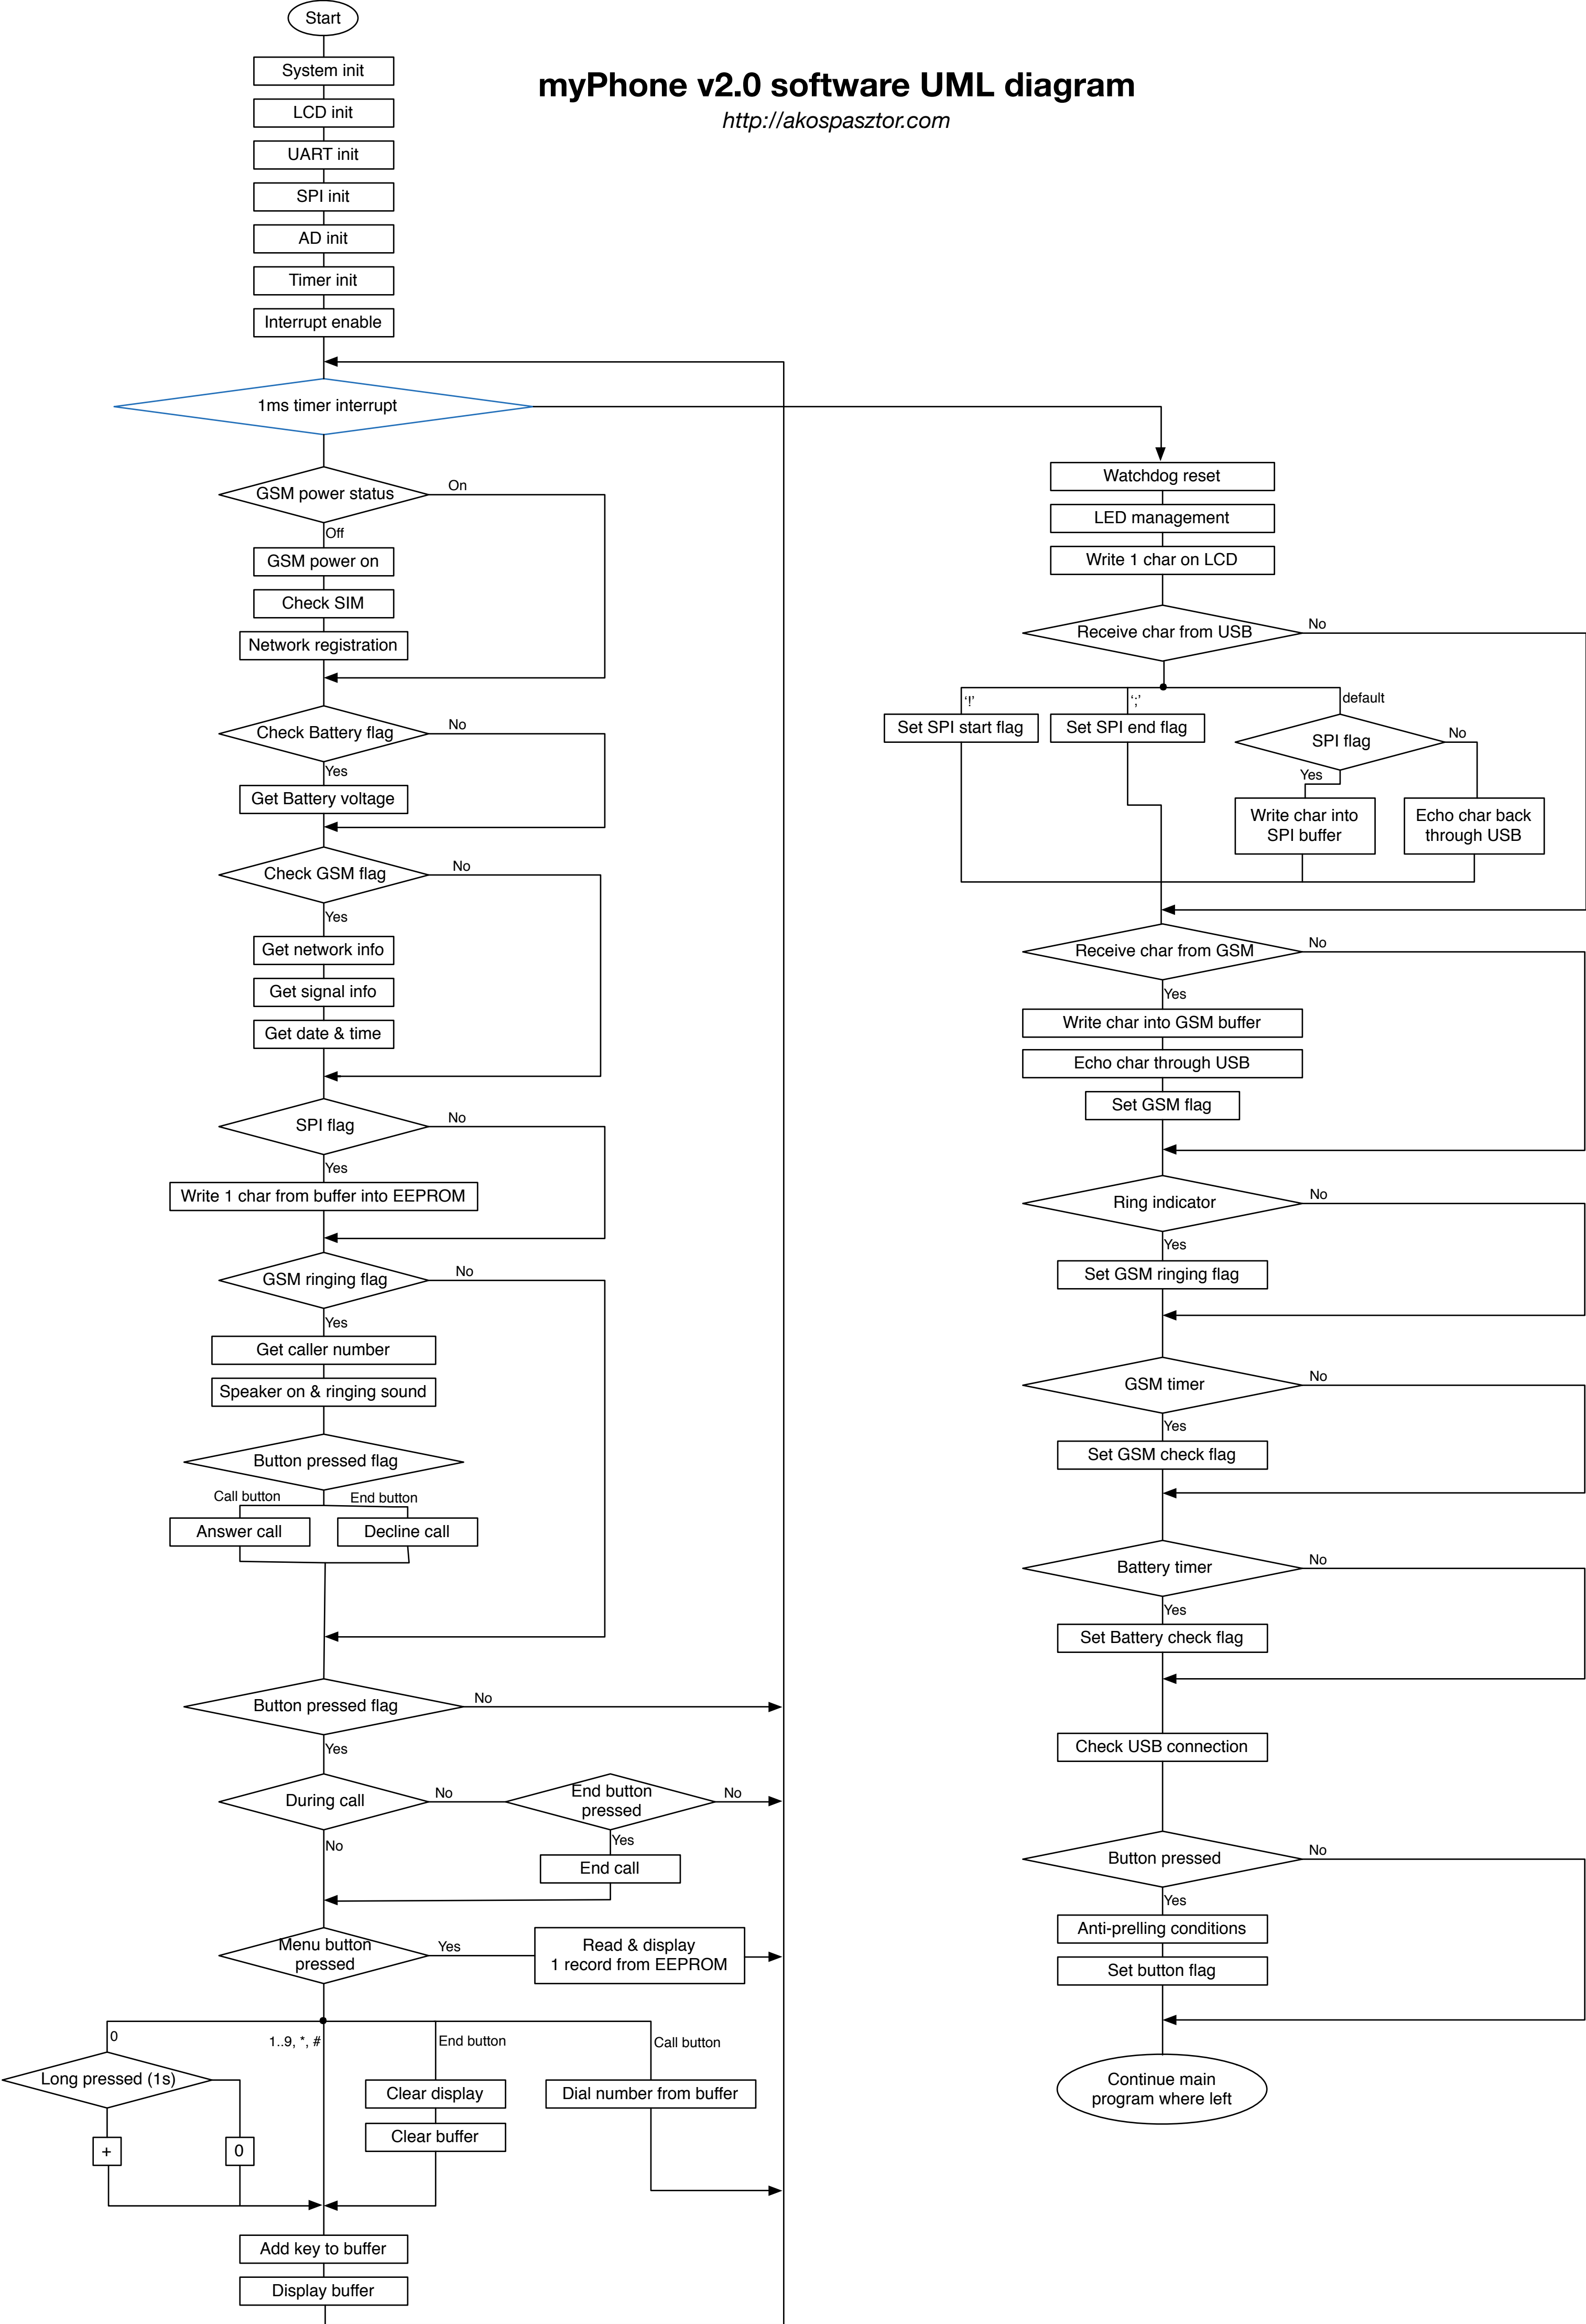 Start
System init
LCD init
UART init
SPI init
AD init
Timer init
Interrupt enable
myPhone v2.0 software UML diagram
http://akospasztor.com
1ms timer interrupt
GSM power status
On
Off
GSM power on
Check SIM
Network registration
Check Battery flag
No
Yes
Get Battery voltage
Check GSM flag
No
Yes
Get network info
Get signal info
Get date & time
SPI flag
No
Yes
Write 1 char from buffer into EEPROM
GSM ringing flag
No
Yes
Get caller number
Speaker on & ringing sound
Button pressed flag
Call button
End button
Answer call
Decline call
Button pressed flag
No
Yes
During call
No
End button
pressed
No
Yes
No
End call
Menu button
pressed
Yes
Read & display
1 record from EEPROM
0
1..9, *, #
End button
Call button
Long pressed (1s)
Clear display
Dial number from buffer
Clear buffer
+
0
Add key to buffer
Display buffer
Watchdog reset
LED management
Write 1 char on LCD
Receive char from USB
No
‘!’
‘;’
default
Set SPI start flag
Set SPI end flag
SPI flag
No
Yes
Write char into
SPI buffer
Echo char back
through USB
Receive char from GSM
No
Yes
Write char into GSM buffer
Echo char through USB
Set GSM flag
Ring indicator
No
Yes
Set GSM ringing flag
GSM timer
No
Yes
Set GSM check flag
Battery timer
No
Yes
Set Battery check flag
Check USB connection
Button pressed
No
Yes
Anti-prelling conditions
Set button flag
Continue main
program where left